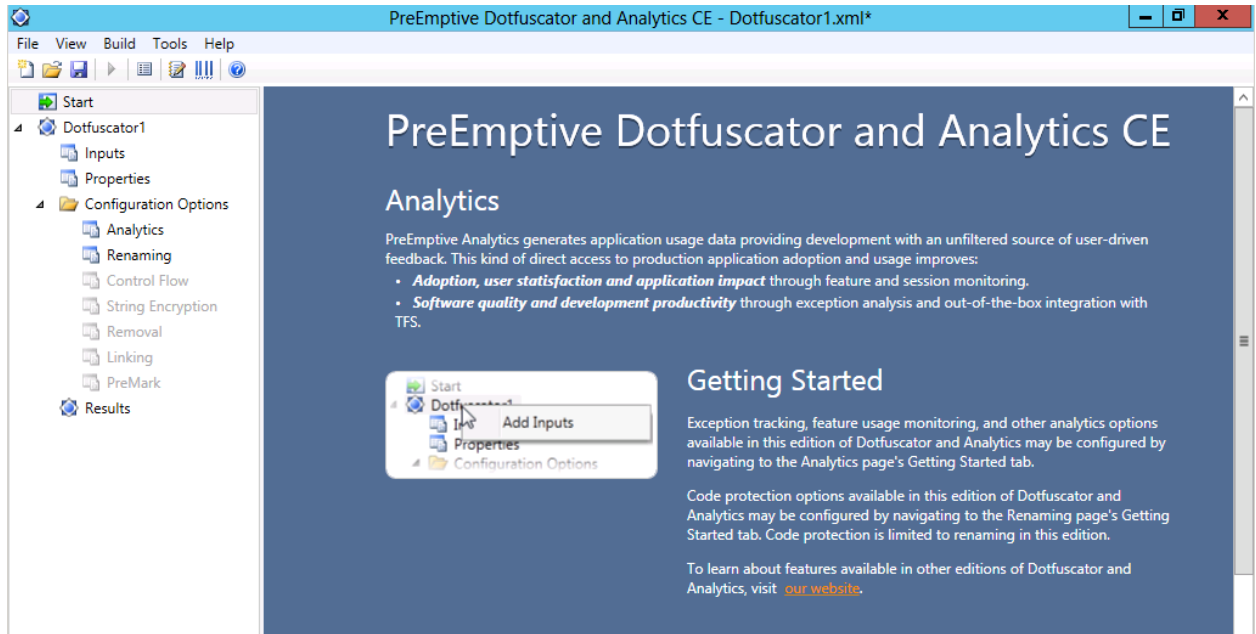 PreEmptive Dotfuscator and Analytics CE - Dotfuscator1.xml*
File View Build Tools Help
Start
Dotfuscator1
Inputs
Properties
Configuration Options
Analytics
Renaming
Control Flow
String Encryption
Removal
Linking
PreMark
Results
PreEmptive Dotfuscator and Analytics CE
Analytics
PreEmptive Analytics generates application usage data providing development with an unfiltered source of user-driven
feedback. This kind of direct access to production application adoption and usage improves:
• Adoption, user statisfaction and application impact through feature and session monitoring.
• Software quality and development productivity through exception analysis and out-of-the-box integration with
TFS.
Start
Add Inputs
Properties
Configuration Options
Getting Started
Exception tracking, feature usage monitoring, and other analytics options
available in this edition of Dotfuscator and Analytics may be configured by
navigating to the Analytics page's Getting Started tab.
Code protection options available in this edition of Dotfuscator and
Analytics may be configured by navigating to the Renaming page's Getting
Started tab. Code protection is limited to renaming in this edition.
To learn about features available in other editions of Dotfuscator and
Analytics, visit our website.